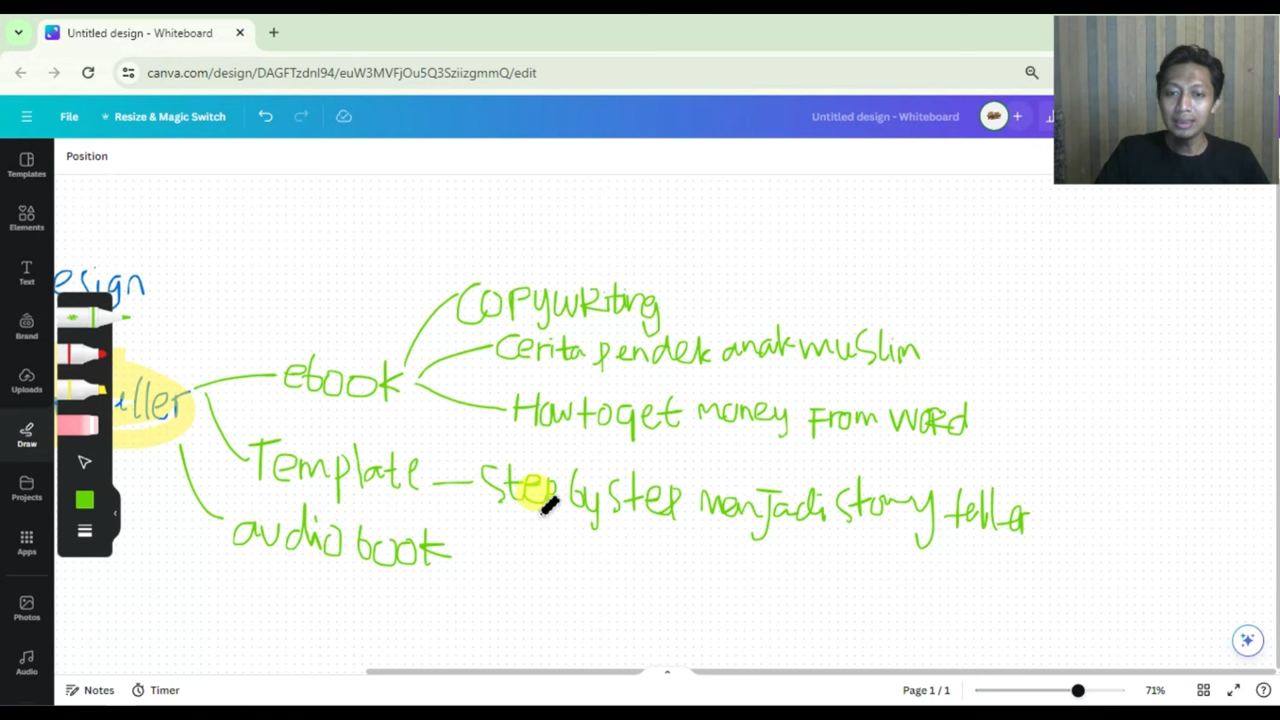 Untitled design - Whiteboard
canva.com/design/DAGFTzdnl94/euW3MVFjOu5Q3SziizgmmQ/edit
File
Resize & Magic Switch
Untitled design - Whiteboard
Position
Templates
Elements
Text
Brand
Uploads
Draw
Projects
Apps
Photos
Audio
esign
eller
ebook
COPYWRiting
Cerita pendek anak muslim
How to get money From WORD
Template
Step by Step menJadi story teller
audio book
Notes
Timer
Page 1 / 1
71%